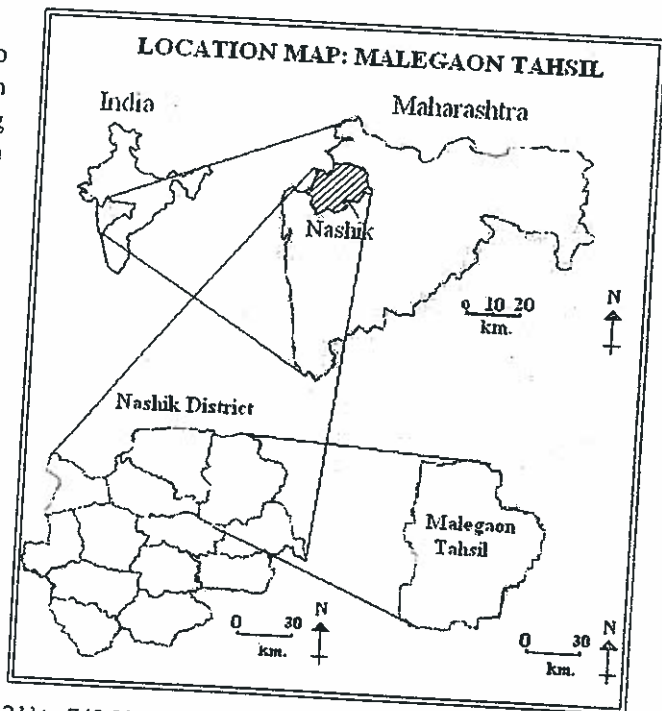 LOCATION MAP: MALEGAON TAHSIL
India
Maharashtra
Nashik
0 10 20
km.
N
Nashik District
Malegaon
Tahsil
0 30
km.
N
0 30
km.
N